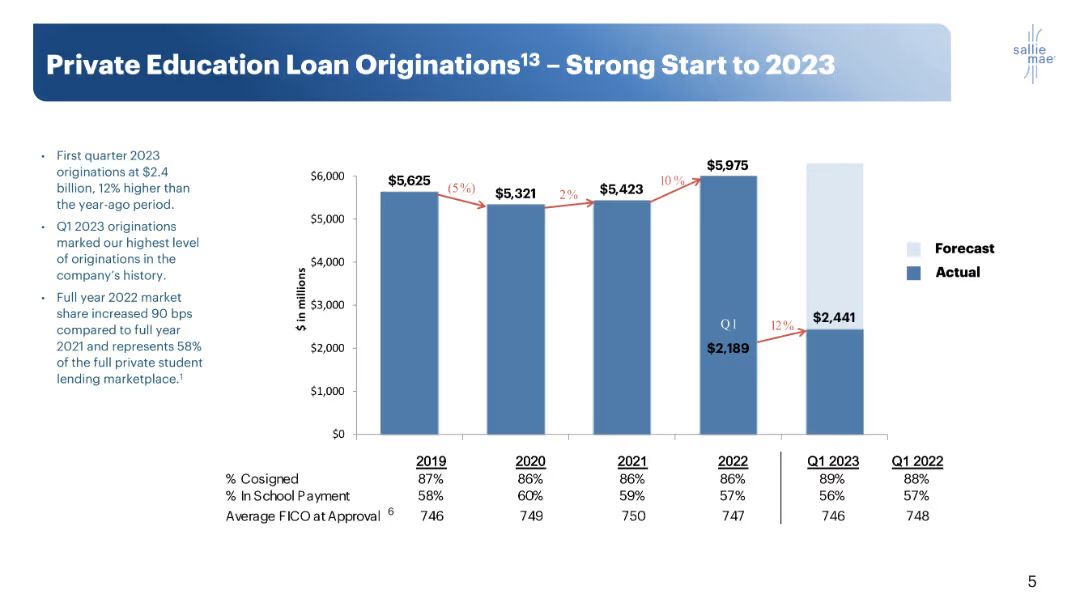 Private Education Loan Originations¹³ – Strong Start to 2023
sallie
mae
• First quarter 2023
originations at $2.4
billion, 12% higher than
the year-ago period.
• Q1 2023 originations
marked our highest level
of originations in the
company's history.
• Full year 2022 market
share increased 90 bps
compared to full year
2021 and represents 58%
of the full private student
lending marketplace.¹
$ in millions
$6,000
$5,000
$4,000
$3,000
$2,000
$1,000
$0
$5,625
(5%)
$5,321
2%
$5,423
10%
$5,975
Q1
$2,189
12%
$2,441
Forecast
Actual
2019 2020 2021 2022 Q1 2023 Q1 2022
% Cosigned 87% 86% 86% 86% 89% 88%
% In School Payment 58% 60% 59% 57% 56% 57%
Average FICO at Approval ⁶ 746 749 750 747 746 748
5